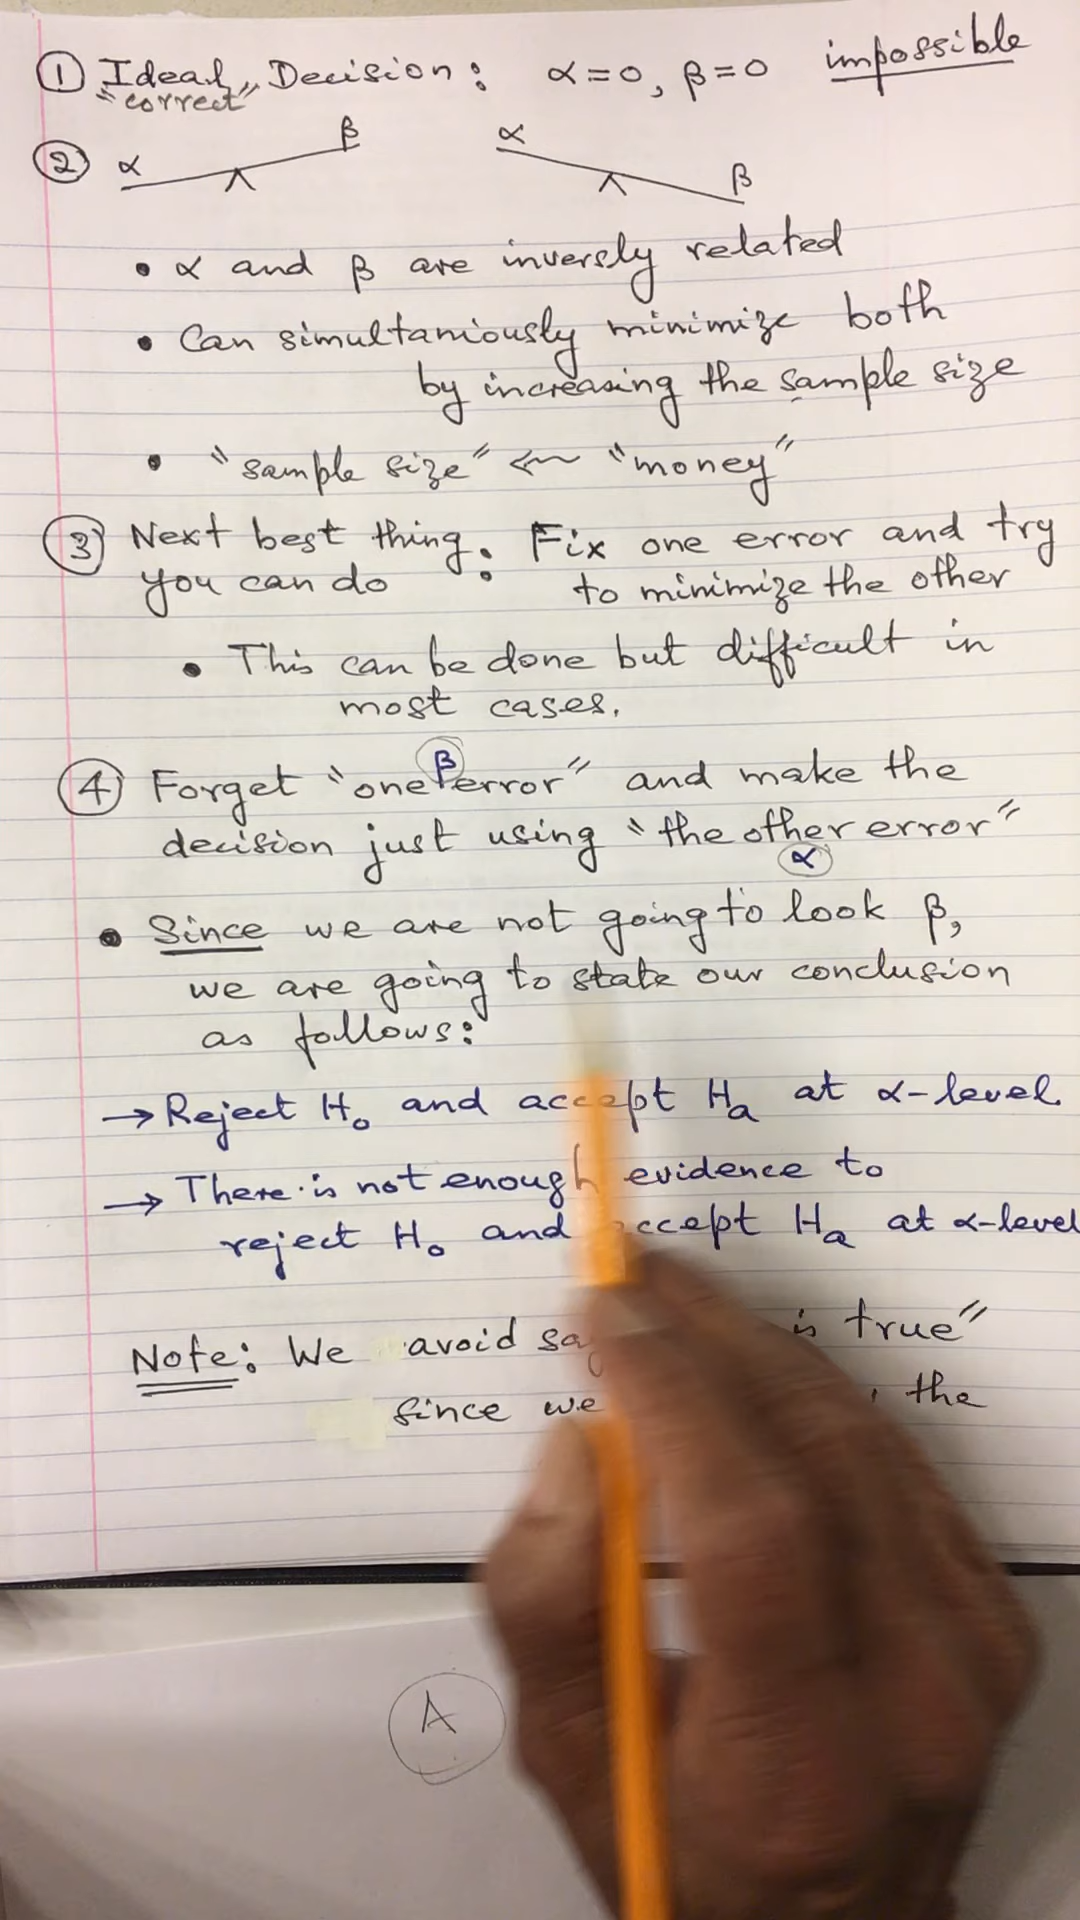 ① Ideal, Decision: α=0, β=0 impossible
"correct"
② α β α β
• α and β are inversly related
• Can simultaniously minimize both
by increasing the sample size
• "sample size" ← "money"
③ Next best thing: Fix one error and try
you can do to minimize the other
• This can be done but difficult in
most cases.
β
④ Forget "one error" and make the
decision just using "the other error"
α
• Since we are not going to look β,
we are going to state our conclusion
as follows:
→ Reject H₀ and accept Hₐ at α-level.
→ There is not enough evidence to
reject H₀ and accept Hₐ at α-level
Note: We avoid is true"
since we the
A